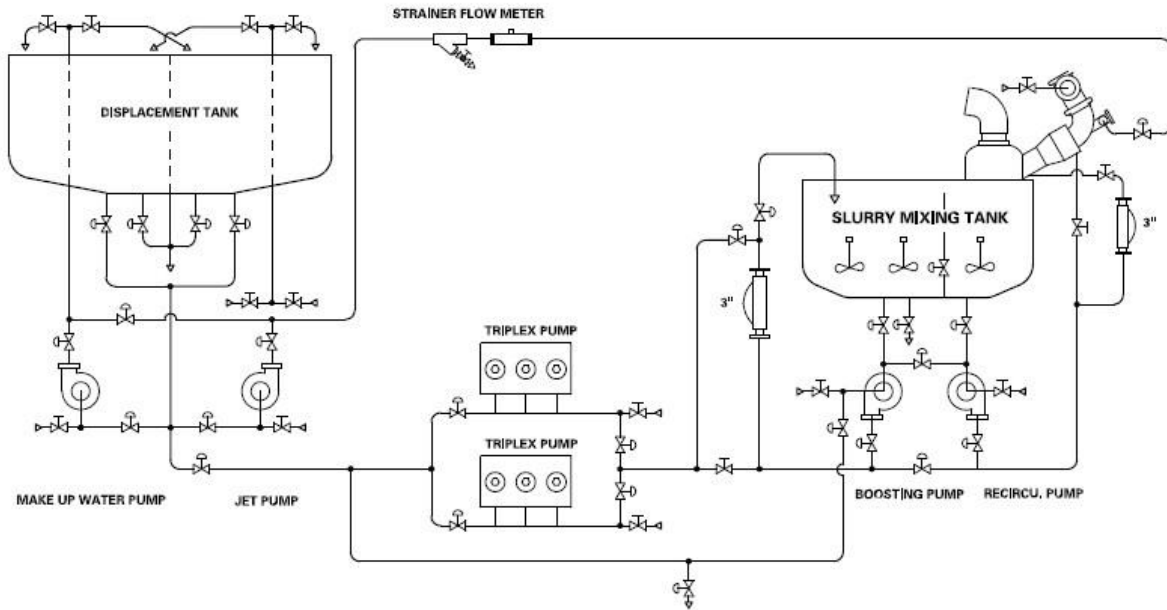 STRAINER FLOW METER
DISPLACEMENT TANK
SLURRY MIXING TANK
3"
3"
TRIPLEX PUMP
TRIPLEX PUMP
MAKE UP WATER PUMP
JET PUMP
BOOSTING PUMP
RECIRCU. PUMP